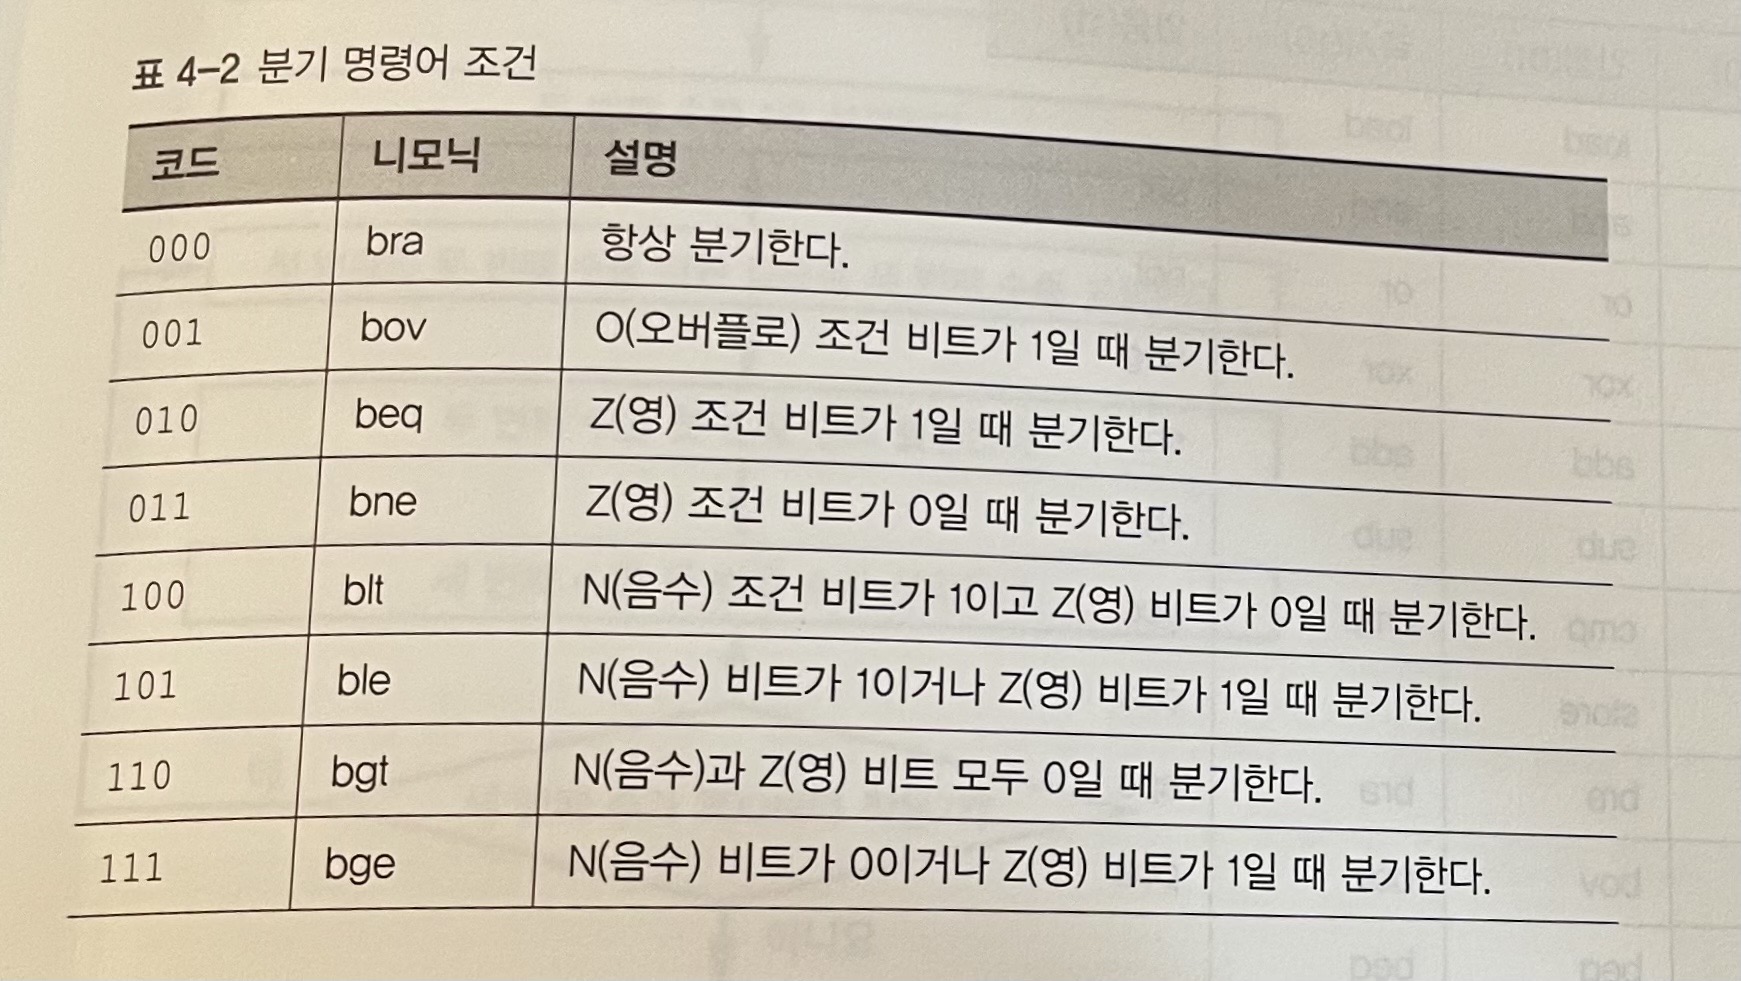 표 4-2 분기 명령어 조건
코드 니모닉 설명
000 bra 항상 분기한다.
001 bov O(오버플로) 조건 비트가 1일 때 분기한다.
010 beq Z(영) 조건 비트가 1일 때 분기한다.
011 bne Z(영) 조건 비트가 0일 때 분기한다.
100 blt N(음수) 조건 비트가 1이고 Z(영) 비트가 0일 때 분기한다.
101 ble N(음수) 비트가 1이거나 Z(영) 비트가 1일 때 분기한다.
110 bgt N(음수)과 Z(영) 비트 모두 0일 때 분기한다.
111 bge N(음수) 비트가 0이거나 Z(영) 비트가 1일 때 분기한다.